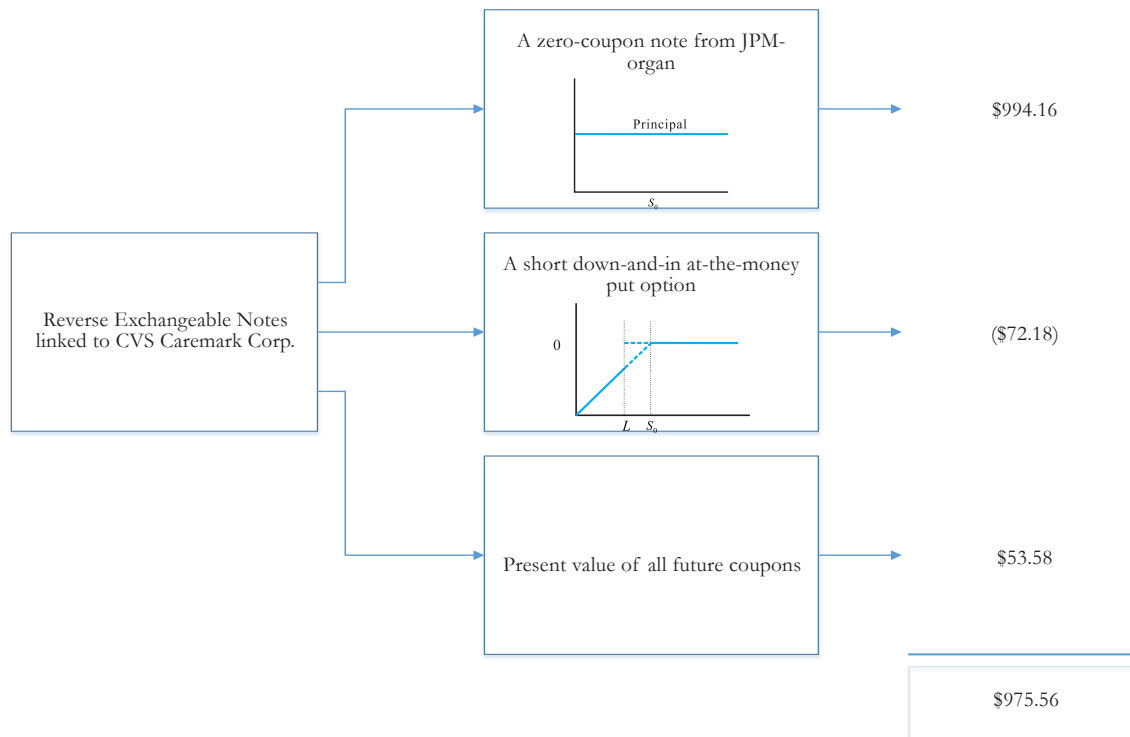 A zero-coupon note from JPM-
organ
Principal
S₀
$994.16
Reverse Exchangeable Notes
linked to CVS Caremark Corp.
A short down-and-in at-the-money
put option
0
L S₀
($72.18)
Present value of all future coupons
$53.58
$975.56